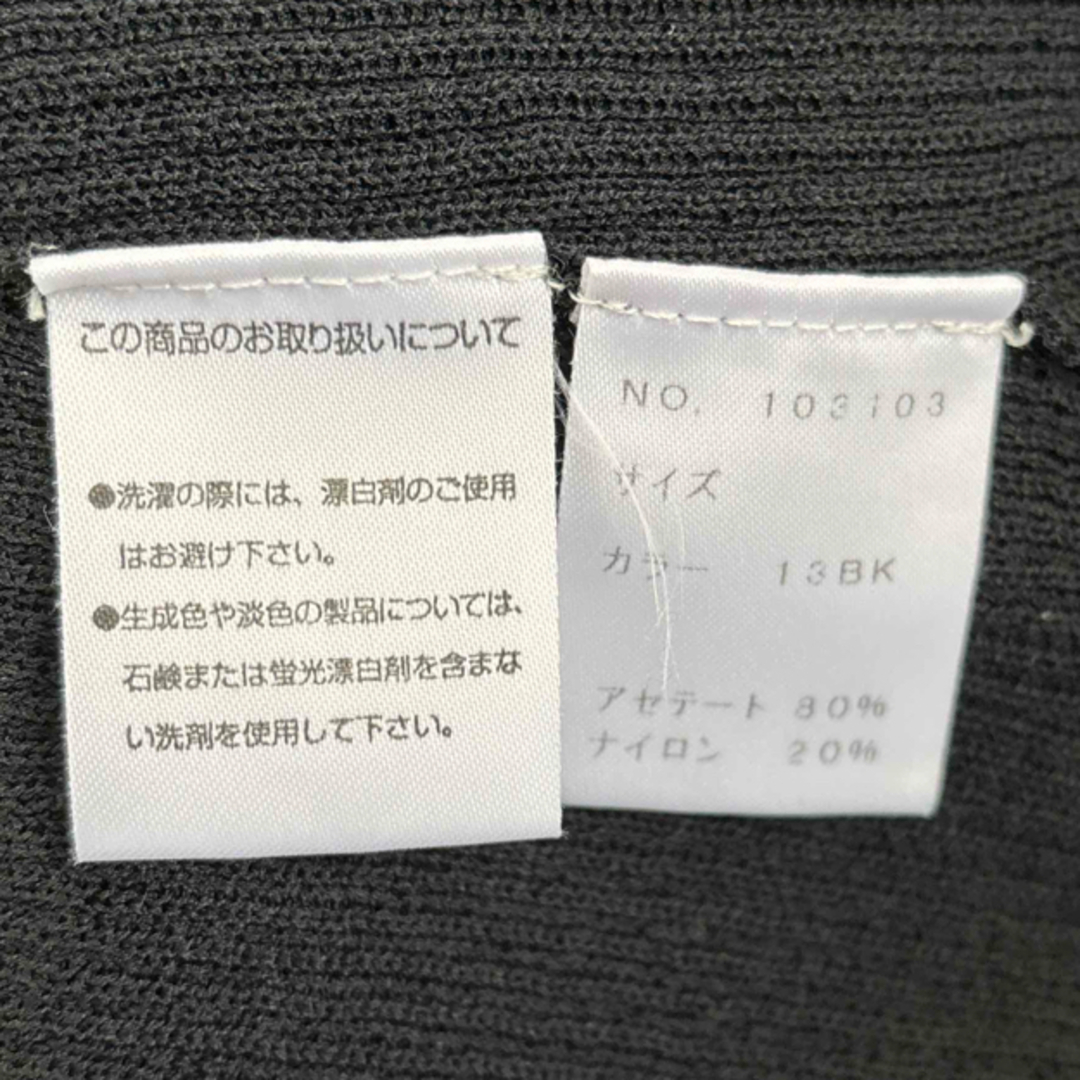 この商品のお取り扱いについて
●洗濯の際には、漂白剤のご使用
はお避け下さい。
●生成色や淡色の製品については、
石鹸または蛍光漂白剤を含まな
い洗剤を使用して下さい。
NO. 103103
サイズ
カラー 13BK
アセテート 80%
ナイロン 20%